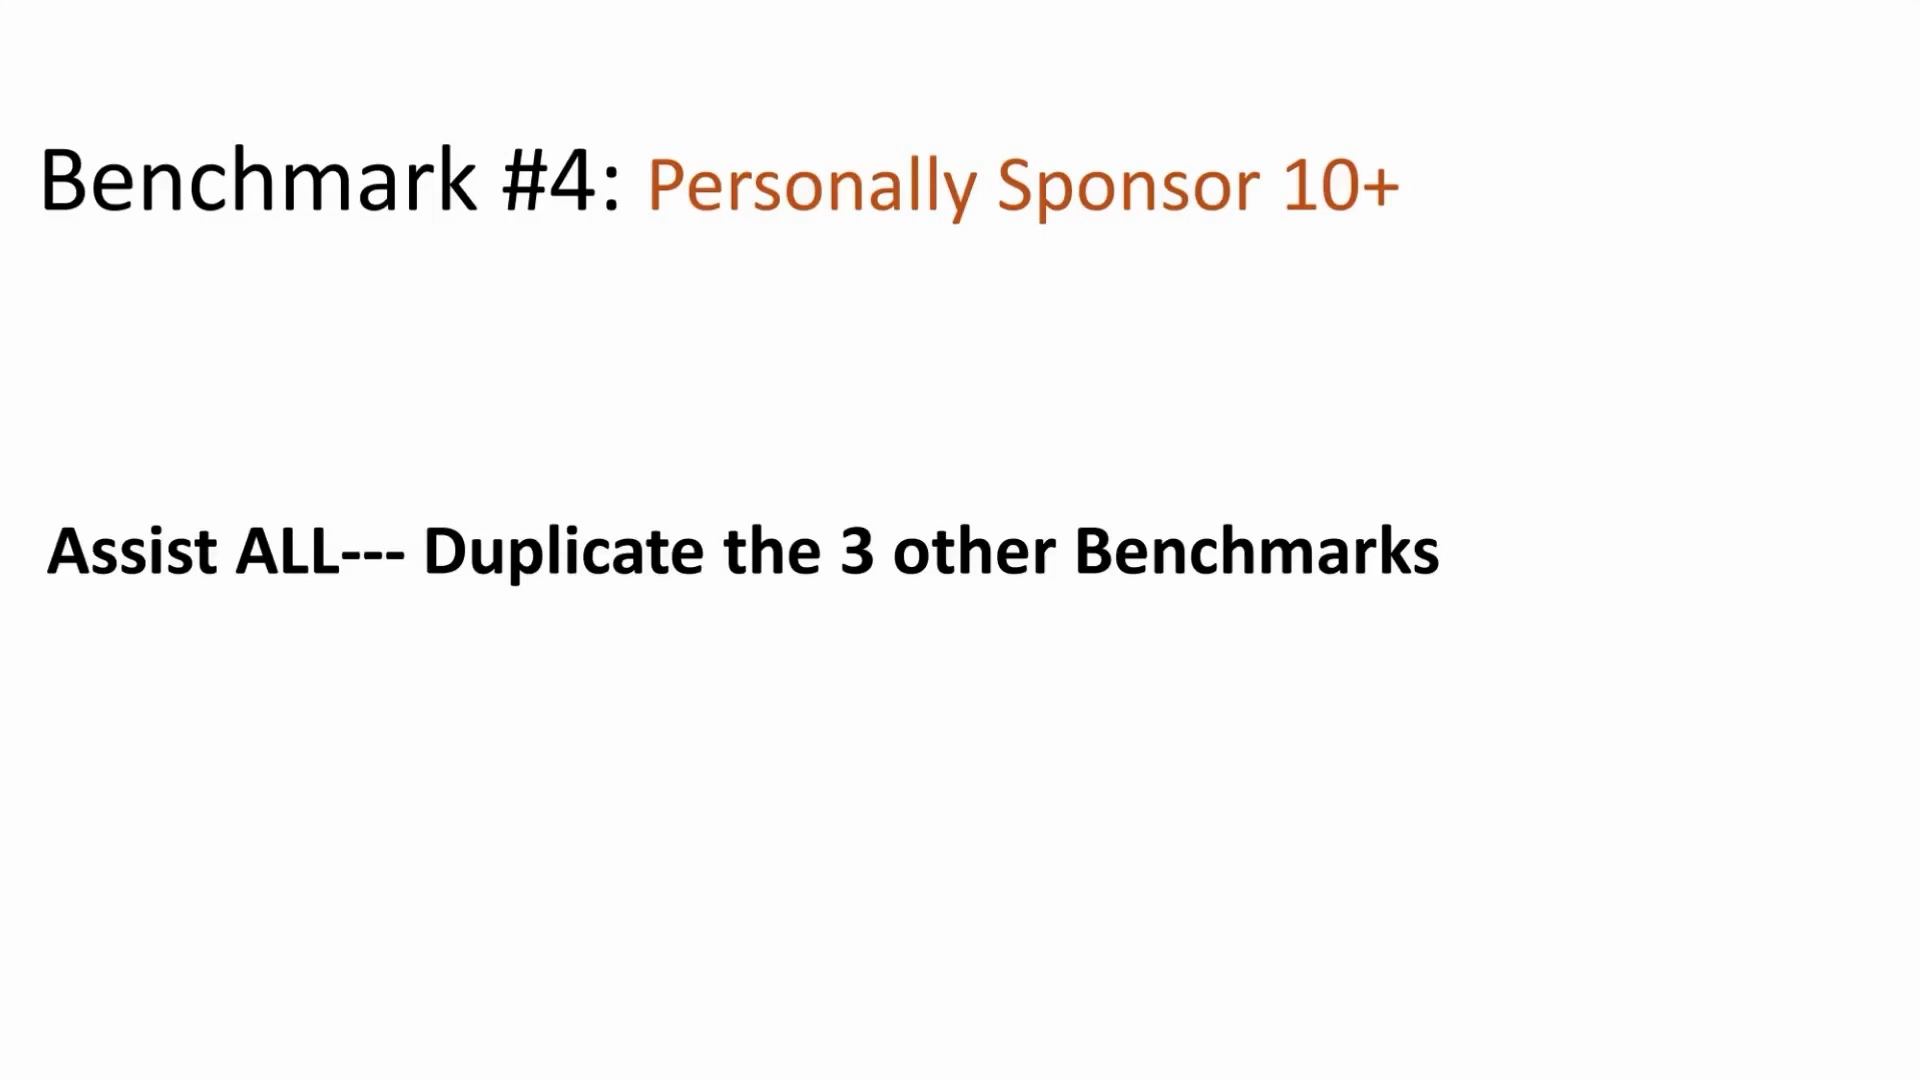 Benchmark #4: Personally Sponsor 10+
Assist ALL--- Duplicate the 3 other Benchmarks